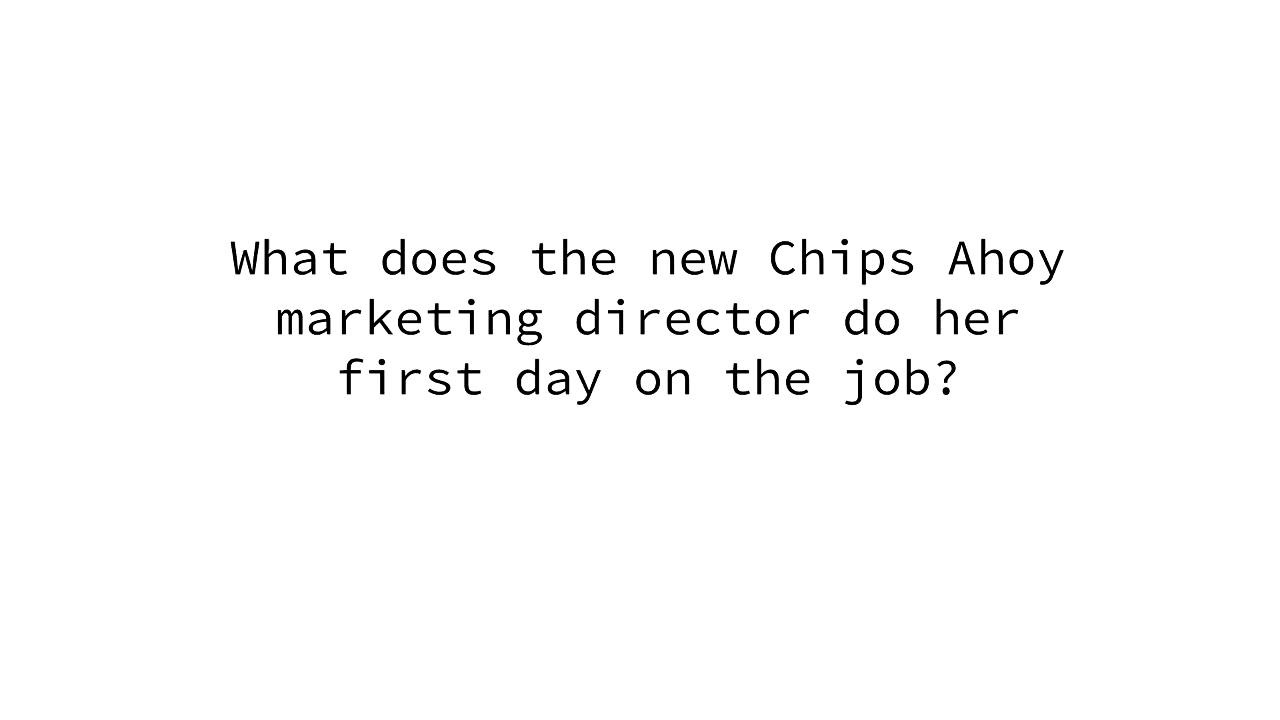 What does the new Chips Ahoy
marketing director do her
first day on the job?